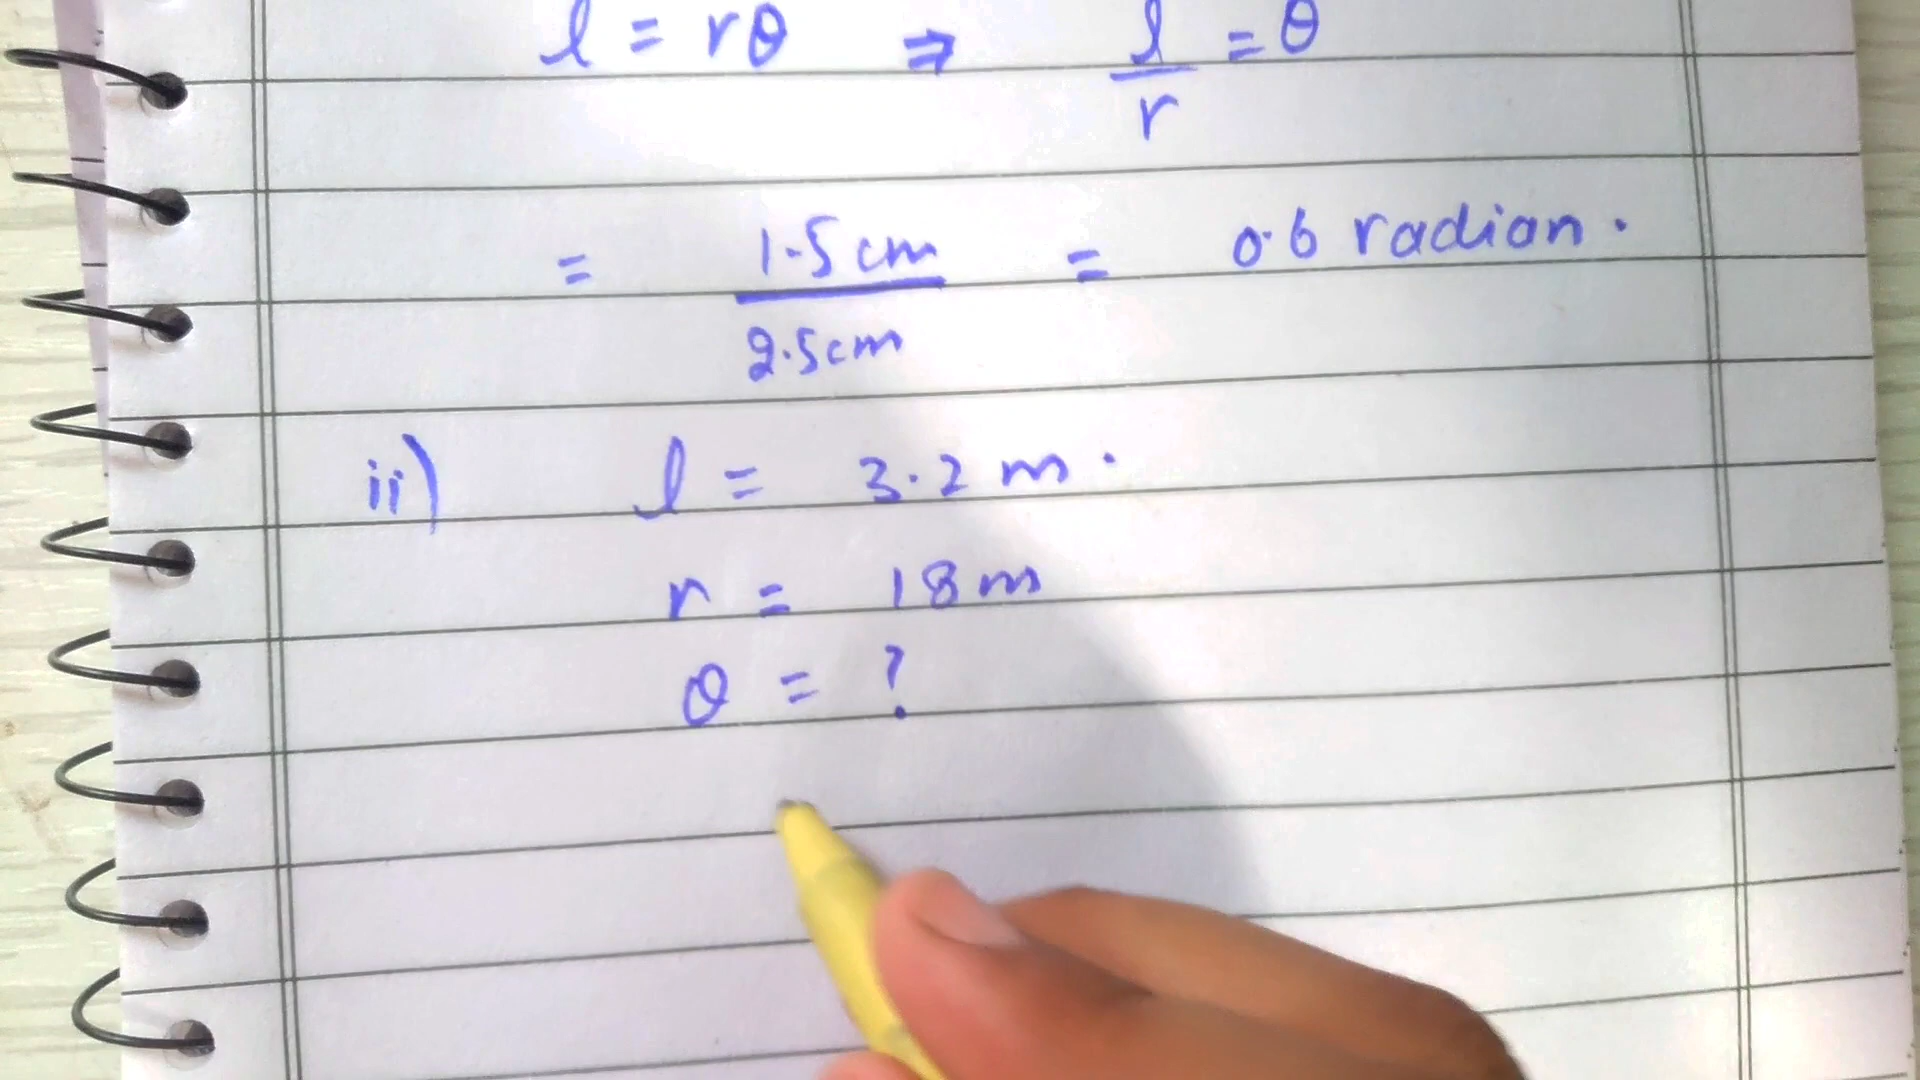 l = rθ ⇒ l/r = θ
= 1.5 cm/2.5 cm = 0.6 radian.
ii) l = 3.2 m.
r = 18 m
θ = ?